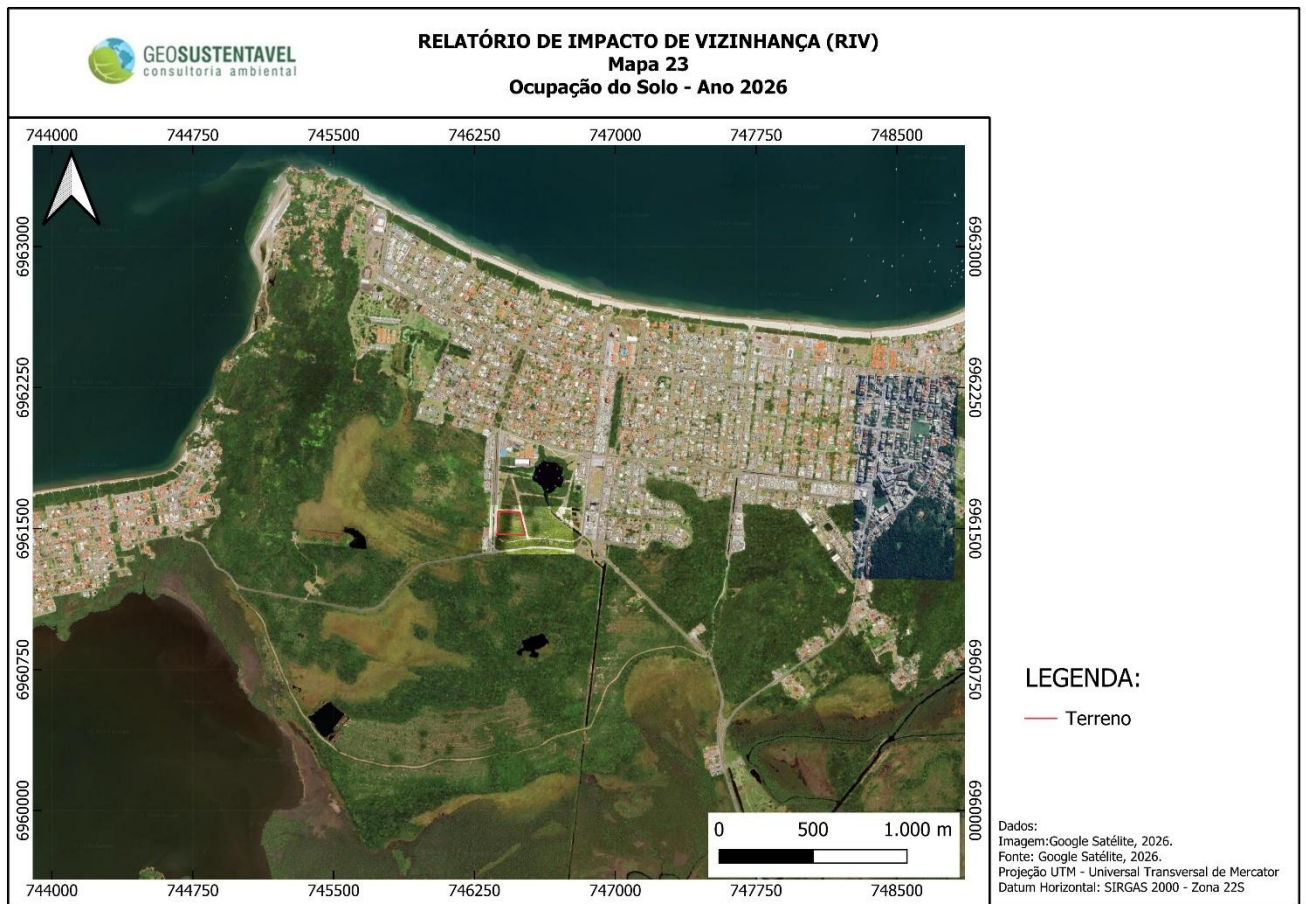 GEOSUSTENTAVEL
consultoria ambiental
RELATÓRIO DE IMPACTO DE VIZINHANÇA (RIV)
Mapa 23
Ocupação do Solo - Ano 2026
744000 744750 745500 746250 747000 747750 748500
6963000 6963000
6962250 6962250
6961500 6961500
6960750 6960750
6960000 6960000
0 500 1.000 m
744000 744750 745500 746250 747000 747750 748500
LEGENDA:
Terreno
Dados:
Imagem:Google Satélite, 2026.
Fonte: Google Satélite, 2026.
Projeção UTM - Universal Transversal de Mercator
Datum Horizontal: SIRGAS 2000 - Zona 22S